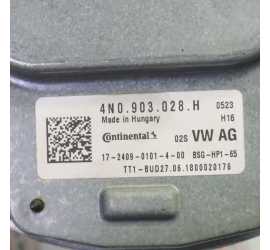 4N0.903.028.H 0523
Made in Hungary H16
Continental 02S VW AG
17-2409-0101-4-00 BSG-HP1-65
TT1-BUD27.06.1800020176